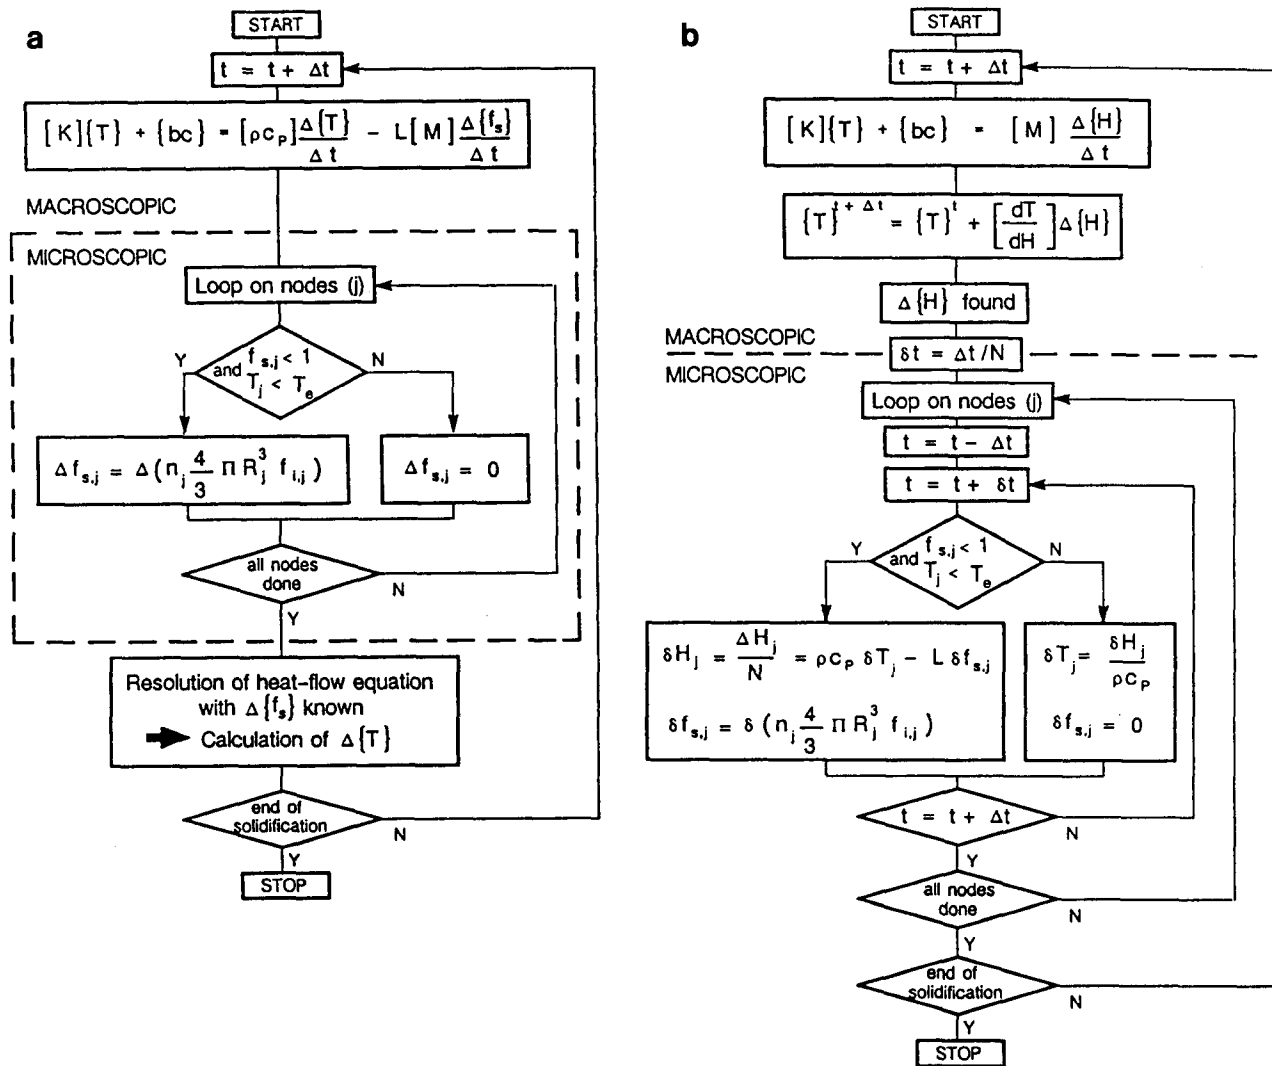 a
START
t = t + Δt
[K]{T} + {bc} = [ρc_P] Δ{T}/Δt − L[M] Δ{f_s}/Δt
MACROSCOPIC
MICROSCOPIC
Loop on nodes (j)
Y
and f_s,j < 1
T_j < T_e
N
Δf_s,j = Δ(n_j 4/3 Π R_j^3 f_i,j)
Δf_s,j = 0
all nodes
done
N
Y
Resolution of heat-flow equation
with Δ{f_s} known
➡ Calculation of Δ{T}
end of
solidification
N
Y
STOP
b
START
t = t + Δt
[K]{T} + {bc} = [M] Δ{H}/Δt
{T}^t + Δt = {T}^t + [dT/dH]Δ{H}
Δ{H} found
MACROSCOPIC
δt = Δt/N
MICROSCOPIC
Loop on nodes (j)
t = t − Δt
t = t + δt
Y
and f_s,j < 1
T_j < T_e
N
δH_j = ΔH_j/N = ρc_P δT_j − L δf_s,j
δf_s,j = δ(n_j 4/3 Π R_j^3 f_i,j)
δT_j = δH_j/ρc_P
δf_s,j = 0
t = t + Δt
N
Y
all nodes
done
N
Y
end of
solidification
N
Y
STOP